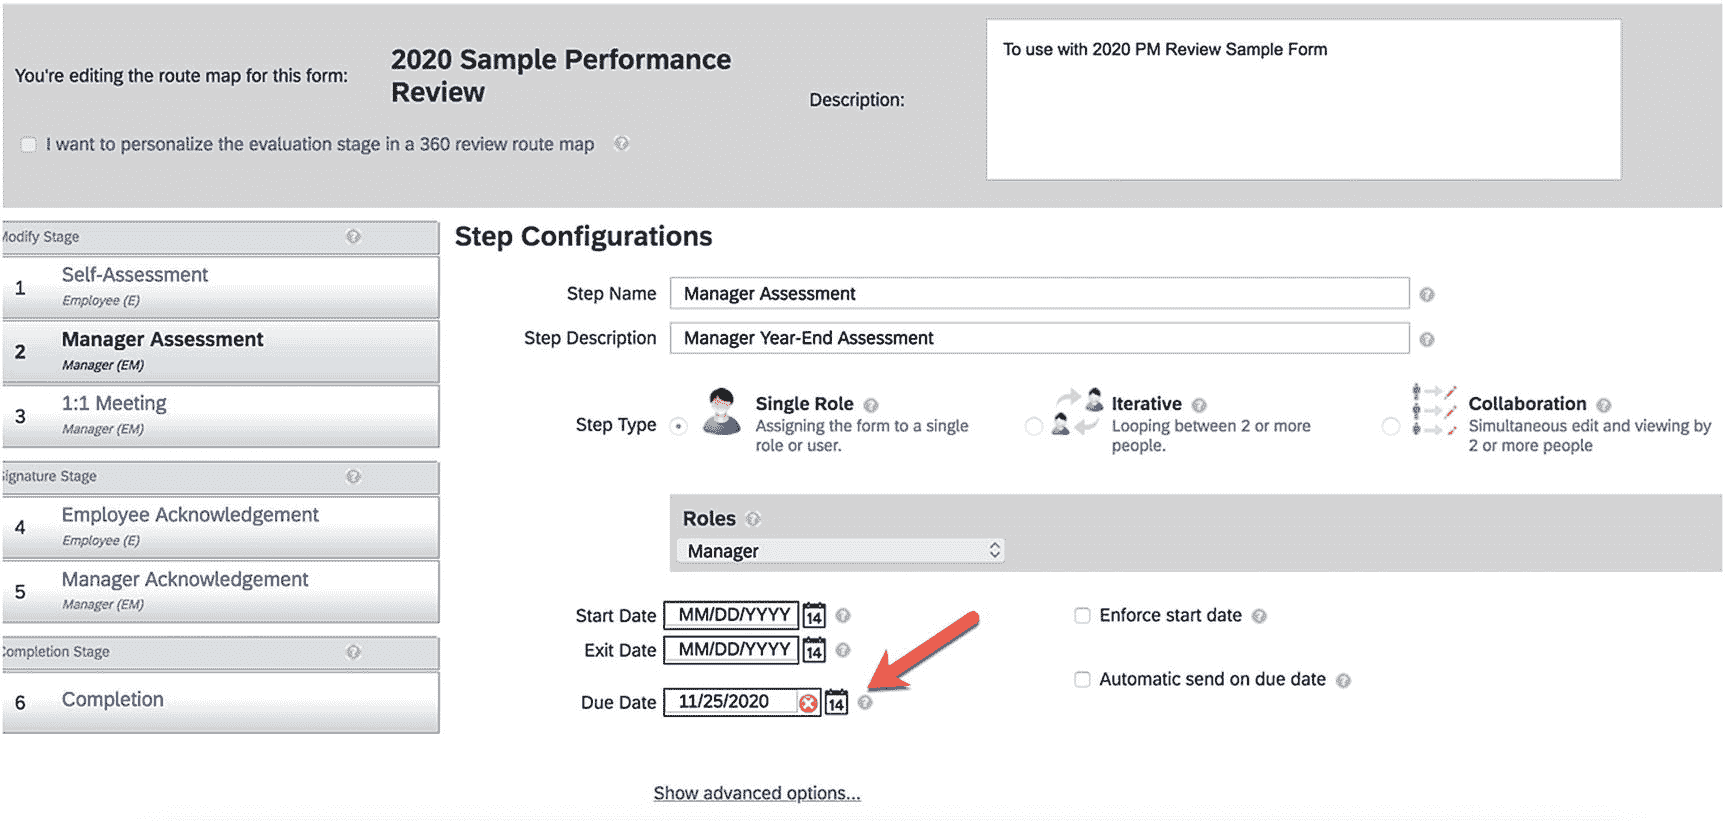 You're editing the route map for this form:
2020 Sample Performance
Review
Description:
To use with 2020 PM Review Sample Form
I want to personalize the evaluation stage in a 360 review route map
Modify Stage
1
Self-Assessment
Employee (E)
2
Manager Assessment
Manager (EM)
3
1:1 Meeting
Manager (EM)
Signature Stage
4
Employee Acknowledgement
Employee (E)
5
Manager Acknowledgement
Manager (EM)
Completion Stage
6
Completion
Step Configurations
Step Name
Manager Assessment
Step Description
Manager Year-End Assessment
Step Type
Single Role
Assigning the form to a single
role or user.
Iterative
Looping between 2 or more
people.
Collaboration
Simultaneous edit and viewing by
2 or more people
Roles
Manager
Start Date MM/DD/YYYY 14
Enforce start date
Exit Date MM/DD/YYYY 14
Automatic send on due date
Due Date 11/25/2020 14
Show advanced options...